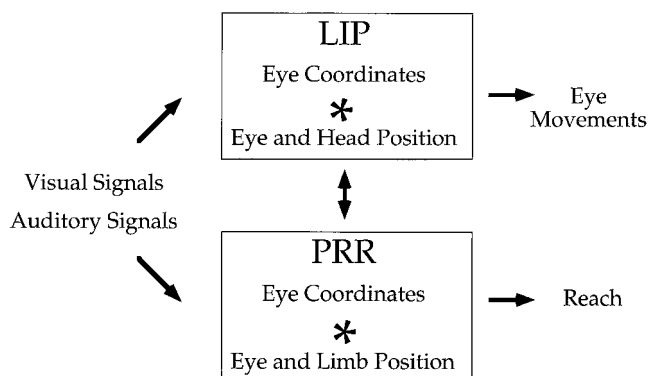 LIP
Eye Coordinates
*
Eye and Head Position
Eye
Movements
Visual Signals
Auditory Signals
PRR
Eye Coordinates
*
Eye and Limb Position
Reach